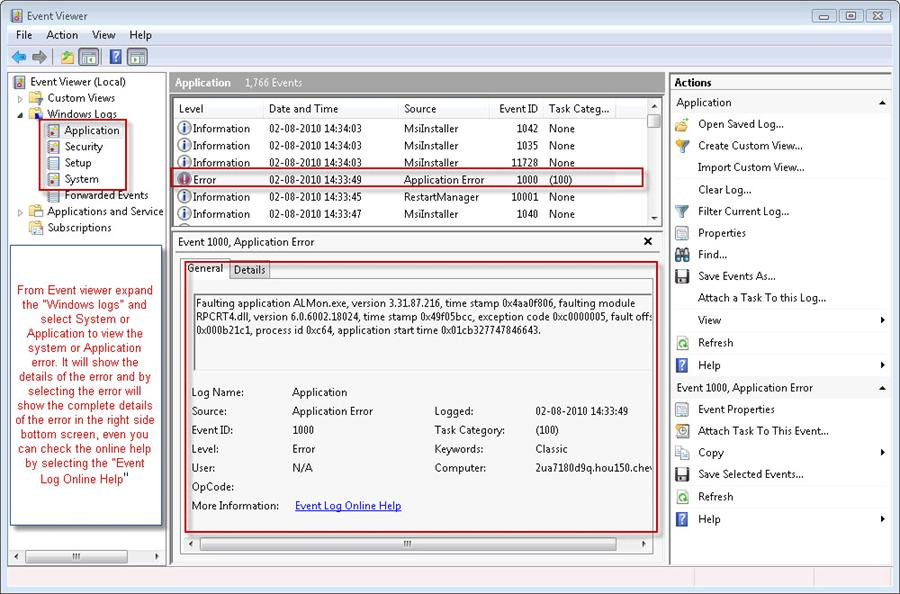 Event Viewer
File Action View Help
Event Viewer (Local)
Custom Views
Windows Logs
Application
Security
Setup
System
Forwarded Events
Applications and Service
Subscriptions
From Event viewer expand
the "Windows logs" and
select System or
Application to view the
system or Application
error. It will show the
details of the error and by
selecting the error will
show the complete details
of the error in the right side
bottom screen, even you
can check the online help
by selecting the "Event
Log Online Help"
Application 1,766 Events
Level Date and Time Source Event ID Task Categ...
Information 02-08-2010 14:34:03 MsiInstaller 1042 None
Information 02-08-2010 14:34:03 MsiInstaller 1035 None
Information 02-08-2010 14:34:03 MsiInstaller 11728 None
Error 02-08-2010 14:33:49 Application Error 1000 (100)
Information 02-08-2010 14:33:45 RestartManager 10001 None
Information 02-08-2010 14:33:47 MsiInstaller 1040 None
Event 1000, Application Error
General Details
Faulting application ALMon.exe, version 3.31.87.216, time stamp 0x4aa0f806, faulting module
RPCRT4.dll, version 6.0.6002.18024, time stamp 0x49f05bcc, exception code 0xc0000005, fault offs
0x000b21c1, process id 0xc64, application start time 0x01cb327747846643.
Log Name: Application
Source: Application Error Logged: 02-08-2010 14:33:49
Event ID: 1000 Task Category: (100)
Level: Error Keywords: Classic
User: N/A Computer: 2ua7180d9q.hou150.chev
OpCode:
More Information: Event Log Online Help
Actions
Application
Open Saved Log...
Create Custom View...
Import Custom View...
Clear Log...
Filter Current Log...
Properties
Find...
Save Events As...
Attach a Task To this Log...
View
Refresh
Help
Event 1000, Application Error
Event Properties
Attach Task To This Event...
Copy
Save Selected Events...
Refresh
Help